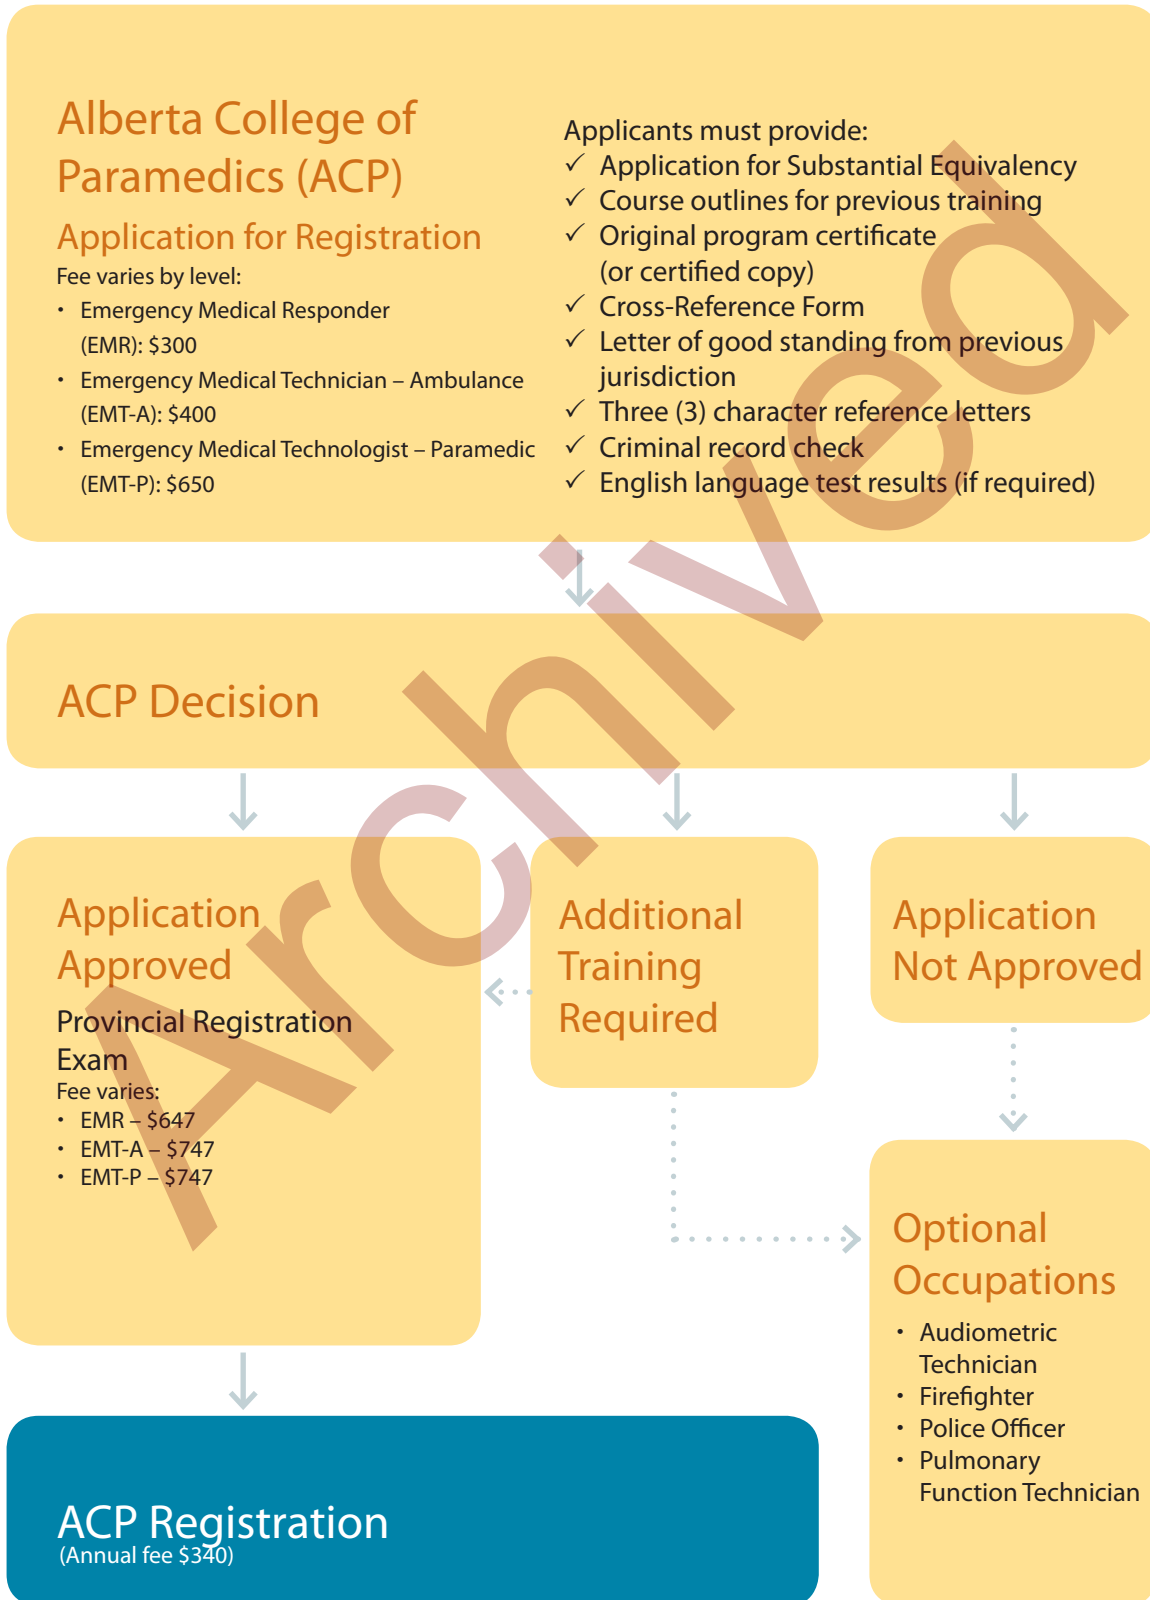 Alberta College of
Paramedics (ACP)
Application for Registration
Fee varies by level:
• Emergency Medical Responder
(EMR): $300
• Emergency Medical Technician – Ambulance
(EMT-A): $400
• Emergency Medical Technologist – Paramedic
(EMT-P): $650
Applicants must provide:
✓ Application for Substantial Equivalency
✓ Course outlines for previous training
✓ Original program certificate
(or certified copy)
✓ Cross-Reference Form
✓ Letter of good standing from previous
jurisdiction
✓ Three (3) character reference letters
✓ Criminal record check
✓ English language test results (if required)
ACP Decision
Application
Approved
Provincial Registration
Exam
Fee varies:
• EMR – $647
• EMT-A – $747
• EMT-P – $747
Additional
Training
Required
Application
Not Approved
Optional
Occupations
• Audiometric
Technician
• Firefighter
• Police Officer
• Pulmonary
Function Technician
ACP Registration
(Annual fee $340)
Archived